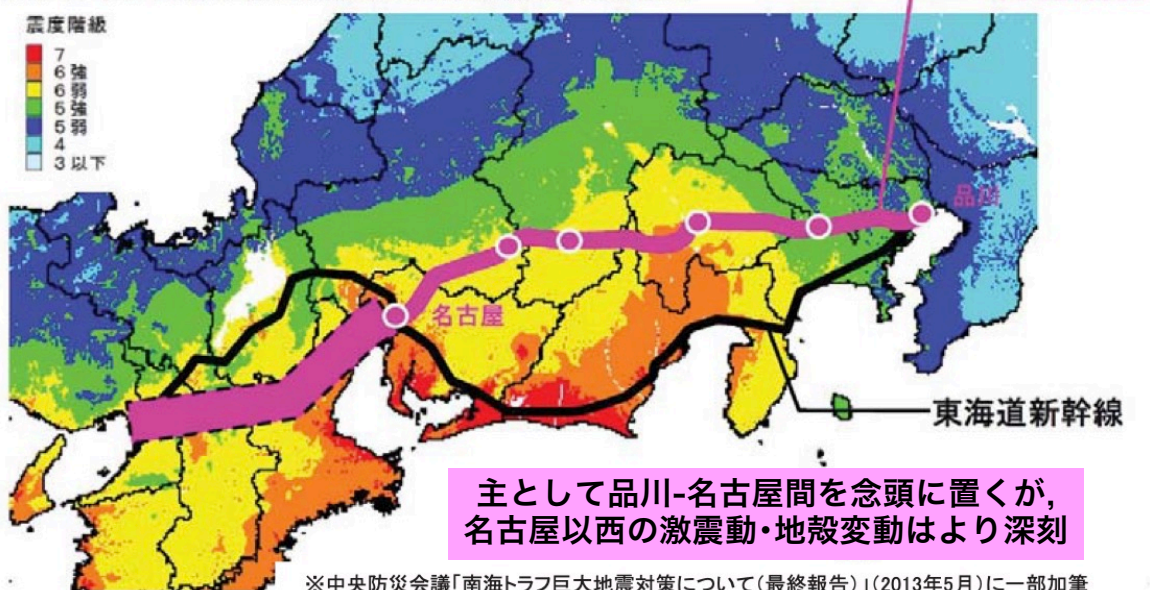 震度階級
7
6強
6弱
5強
5弱
4
3以下
品川
名古屋
東海道新幹線
主として品川-名古屋間を念頭に置くが,
名古屋以西の激震動・地殻変動はより深刻
※中央防災会議「南海トラフ巨大地震対策について(最終報告)」(2013年5月)に一部加筆